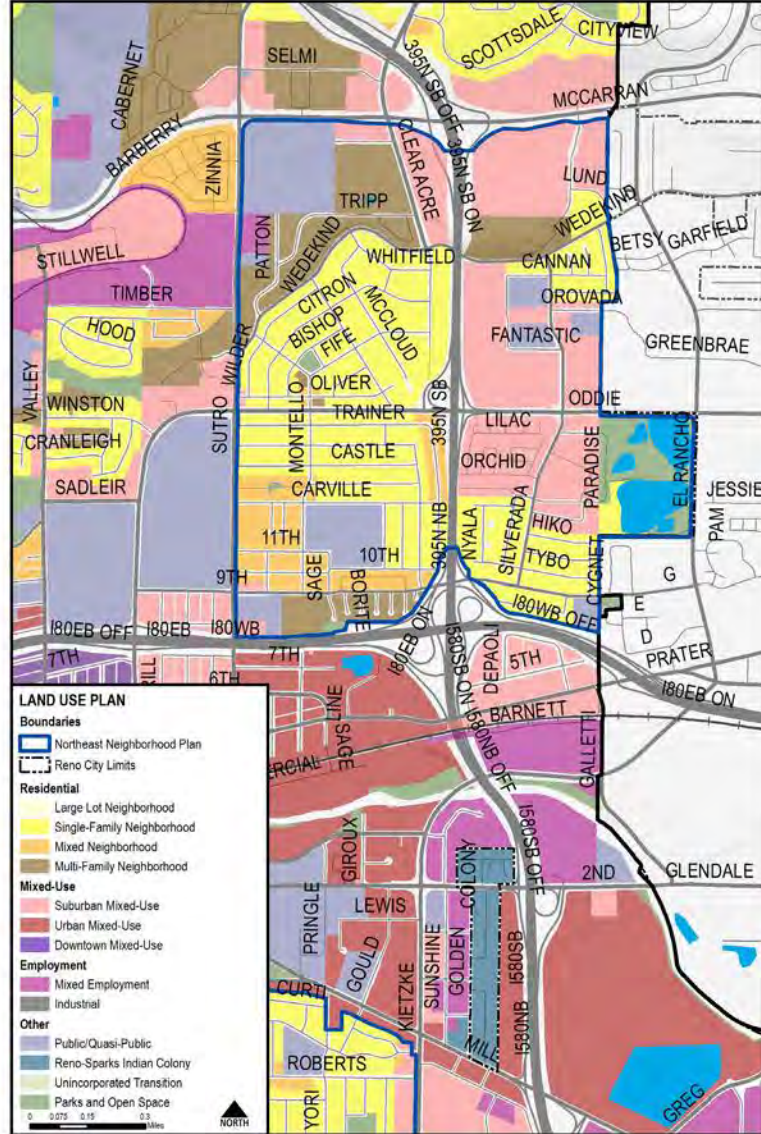 SCOTTSDALE
CITYVIEW
SELMI
395N SB OFF
CABERNET
MCCARRAN
BARBERRY
ZINNIA
CLEAR ACRE
395N SB ON
LUND
TRIPP
WEDEKIND
PATTON
WEDEKIND
BETSY
GARFIELD
STILLWELL
WHITFIELD
CANNAN
TIMBER
CITRON
MCCLOUD
OROVADA
HOOD
BISHOP
FIFE
FANTASTIC
GREENBRAE
WILDER
VALLEY
OLIVER
ODDIE
WINSTON
SUTRO
MONTELLO
TRAINER
395N SB
LILAC
CRANLEIGH
CASTLE
ORCHID
PARADISE
EL RANCHO
SADLEIR
CARVILLE
JESSIE
PAM
11TH
395N NB
NYALA
SILVERADA
HIKO
10TH
TYBO
SAGE
BORITE
CYGNET
9TH
G
I80WB OFF
E
I80EB OFF
I80EB
I80WB
I80EB ON
D
7TH
7TH
I580SB ON
DEPAOLI
5TH
PRATER
RILL
6TH
I80EB ON
LINE
SAGE
BARNETT
I580NB OFF
GALLETTI
ERCIAL
I580SB OFF
GIROUX
COLONY
2ND
GLENDALE
PRINGLE
LEWIS
GOULD
SUNSHINE
GOLDEN
I580SB
CURTI
KIETZKE
I580NB
MILL
ROBERTS
YORI
GREG
LAND USE PLAN
Boundaries
Northeast Neighborhood Plan
Reno City Limits
Residential
Large Lot Neighborhood
Single-Family Neighborhood
Mixed Neighborhood
Multi-Family Neighborhood
Mixed-Use
Suburban Mixed-Use
Urban Mixed-Use
Downtown Mixed-Use
Employment
Mixed Employment
Industrial
Other
Public/Quasi-Public
Reno-Sparks Indian Colony
Unincorporated Transition
Parks and Open Space
0 0.075 0.15 0.3
Miles
NORTH